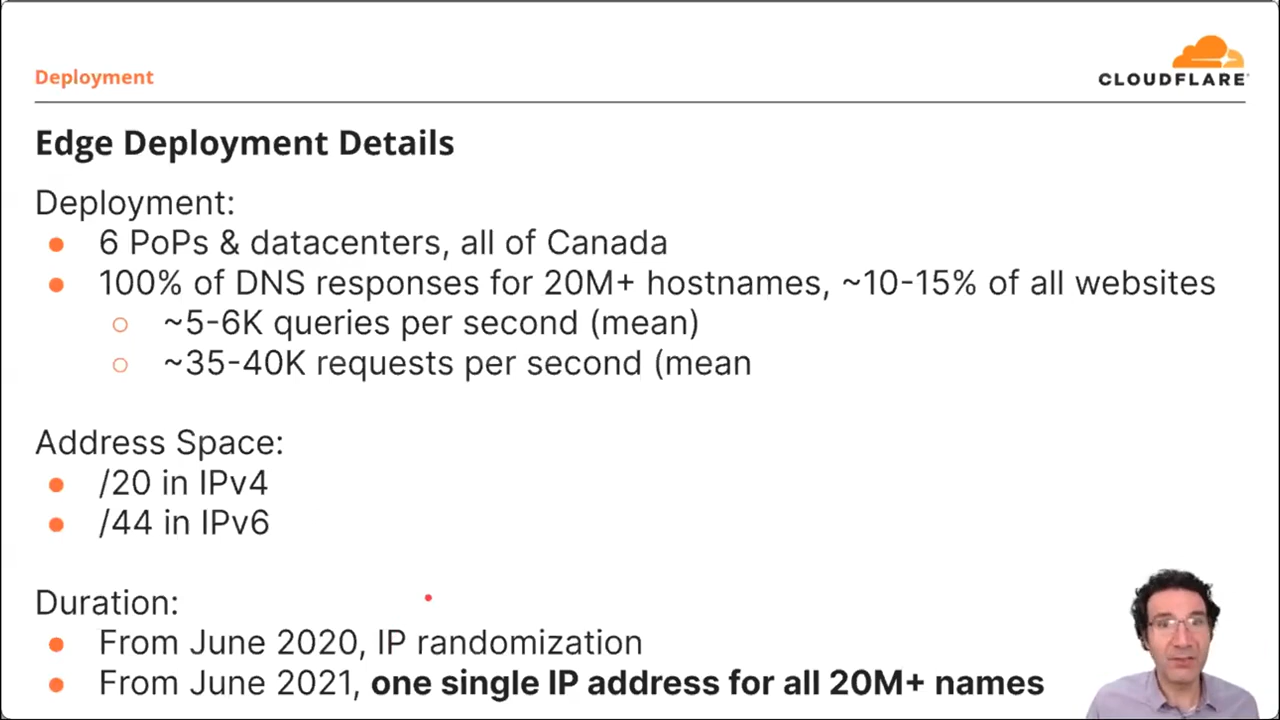 Deployment
CLOUDFLARE
Edge Deployment Details
Deployment:
6 PoPs & datacenters, all of Canada
100% of DNS responses for 20M+ hostnames, ~10-15% of all websites
~5-6K queries per second (mean)
~35-40K requests per second (mean
Address Space:
/20 in IPv4
/44 in IPv6
Duration:
From June 2020, IP randomization
From June 2021, one single IP address for all 20M+ names